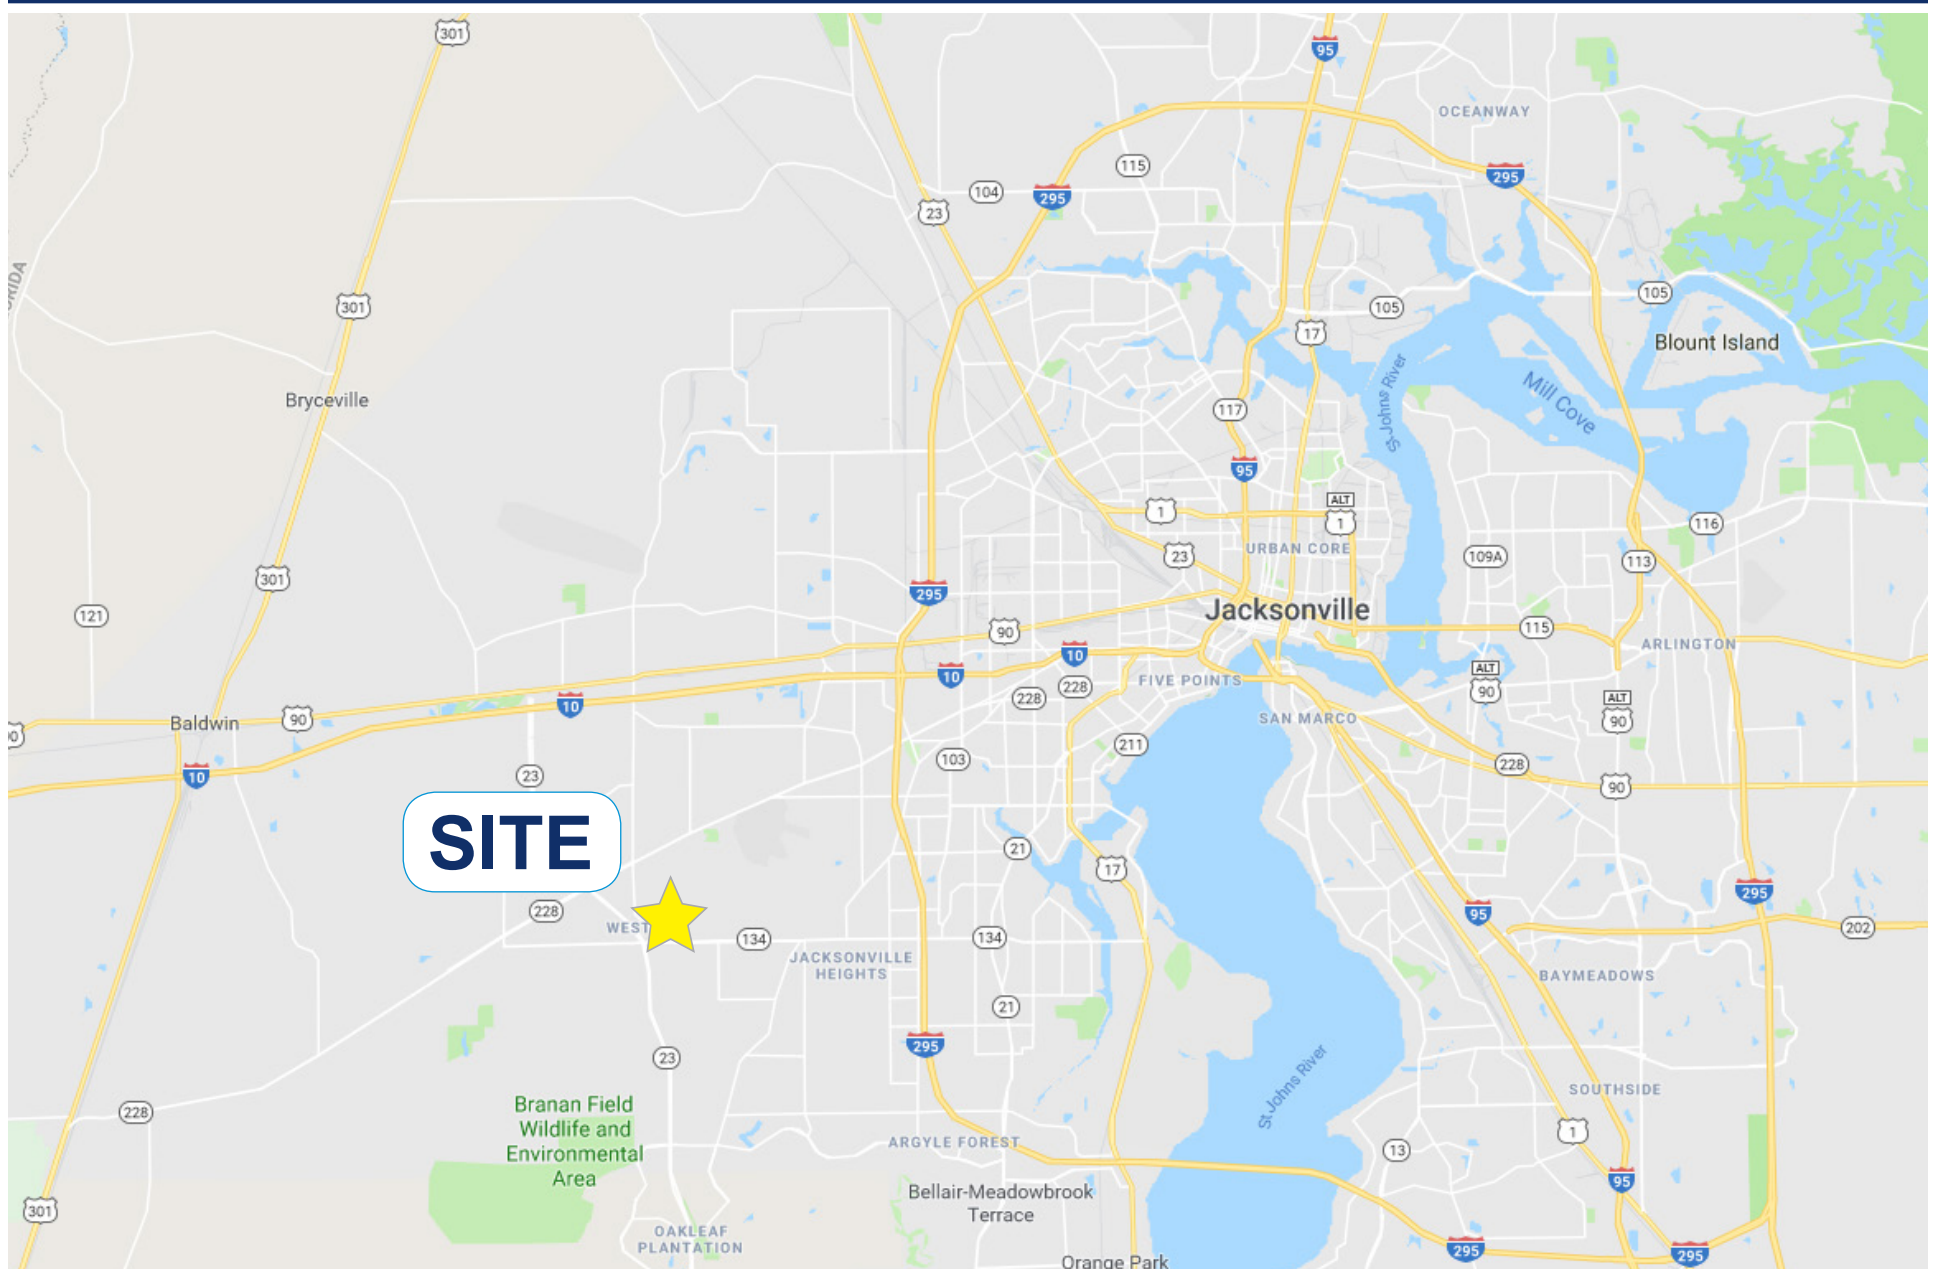 301
95
OCEANWAY
115
295
104
295
23
ORIDA
301
105
105
17
Blount Island
St. Johns River
Mill Cove
Bryceville
117
95
ALT
1
1
116
23
URBAN CORE
109A
113
301
295
121
Jacksonville
90
115
ARLINGTON
10
10
ALT
90
FIVE POINTS
228
228
10
ALT
90
SAN MARCO
Baldwin
90
211
103
228
10
23
90
SITE
21
17
295
228
95
WEST
134
134
202
JACKSONVILLE
HEIGHTS
BAYMEADOWS
21
295
23
St. Johns River
SOUTHSIDE
Branan Field
Wildlife and
Environmental
Area
228
1
ARGYLE FOREST
13
95
Bellair-Meadowbrook
Terrace
301
OAKLEAF
PLANTATION
295
295
Orange Park